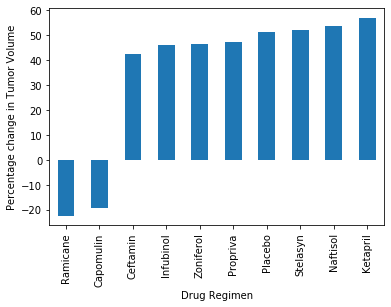 Percentage change in Tumor Volume
60
50
40
30
20
10
0
−10
−20
Ramicane
Capomulin
Ceftamin
Infubinol
Zoniferol
Propriva
Placebo
Stelasyn
Naftisol
Ketapril
Drug Regimen